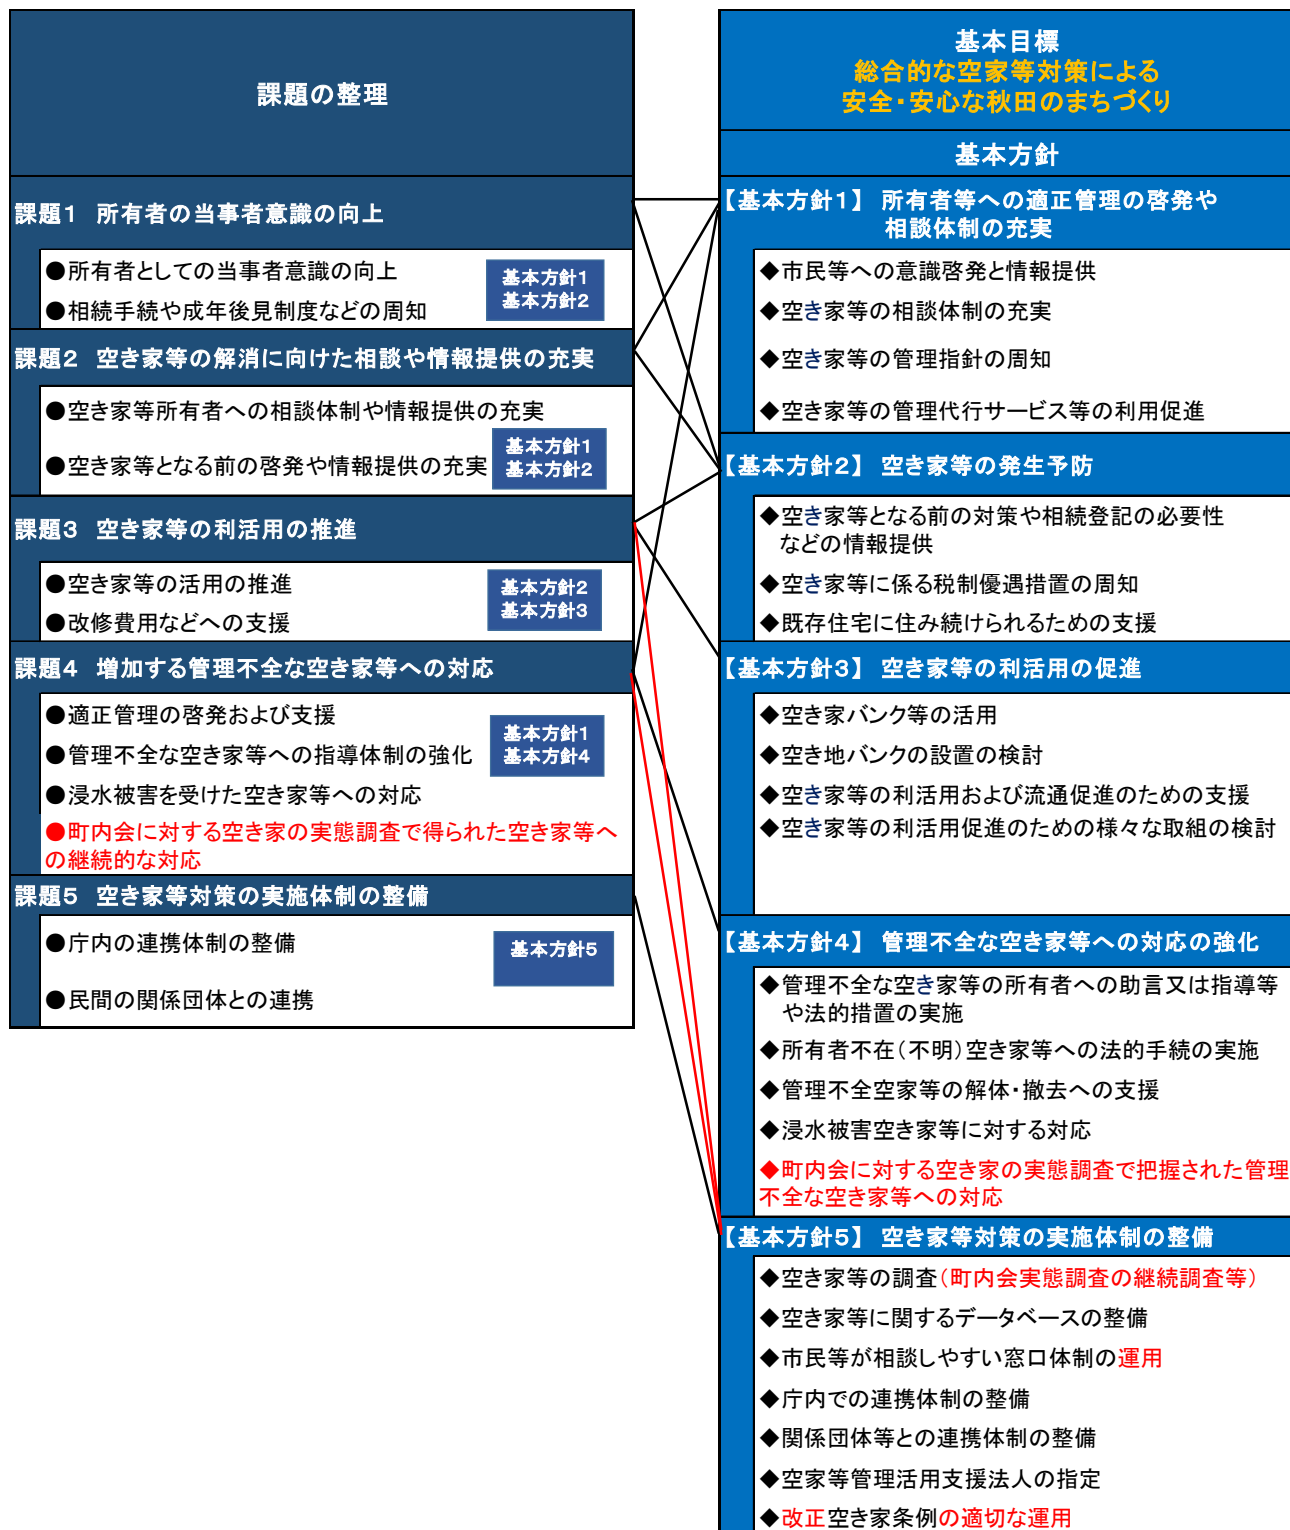 課題の整理
課題1 所有者の当事者意識の向上
●所有者としての当事者意識の向上
●相続手続や成年後見制度などの周知
基本方針1
基本方針2
課題2 空き家等の解消に向けた相談や情報提供の充実
●空き家等所有者への相談体制や情報提供の充実
●空き家等となる前の啓発や情報提供の充実
基本方針1
基本方針2
課題3 空き家等の利活用の推進
●空き家等の活用の推進
●改修費用などへの支援
基本方針2
基本方針3
課題4 増加する管理不全な空き家等への対応
●適正管理の啓発および支援
●管理不全な空き家等への指導体制の強化
●浸水被害を受けた空き家等への対応
●町内会に対する空き家の実態調査で得られた空き家等へ
の継続的な対応
基本方針1
基本方針4
課題5 空き家等対策の実施体制の整備
●庁内の連携体制の整備
●民間の関係団体との連携
基本方針5
基本目標
総合的な空家等対策による
安全・安心な秋田のまちづくり
基本方針
【基本方針1】 所有者等への適正管理の啓発や
相談体制の充実
◆市民等への意識啓発と情報提供
◆空き家等の相談体制の充実
◆空き家等の管理指針の周知
◆空き家等の管理代行サービス等の利用促進
【基本方針2】 空き家等の発生予防
◆空き家等となる前の対策や相続登記の必要性
などの情報提供
◆空き家等に係る税制優遇措置の周知
◆既存住宅に住み続けられるための支援
【基本方針3】 空き家等の利活用の促進
◆空き家バンク等の活用
◆空き地バンクの設置の検討
◆空き家等の利活用および流通促進のための支援
◆空き家等の利活用促進のための様々な取組の検討
【基本方針4】 管理不全な空き家等への対応の強化
◆管理不全な空き家等の所有者への助言又は指導等
や法的措置の実施
◆所有者不在(不明)空き家等への法的手続の実施
◆管理不全空家等の解体・撤去への支援
◆浸水被害空き家等に対する対応
◆町内会に対する空き家の実態調査で把握された管理
不全な空き家等への対応
【基本方針5】 空き家等対策の実施体制の整備
◆空き家等の調査(町内会実態調査の継続調査等)
◆空き家等に関するデータベースの整備
◆市民等が相談しやすい窓口体制の運用
◆庁内での連携体制の整備
◆関係団体等との連携体制の整備
◆空家等管理活用支援法人の指定
◆改正空き家条例の適切な運用